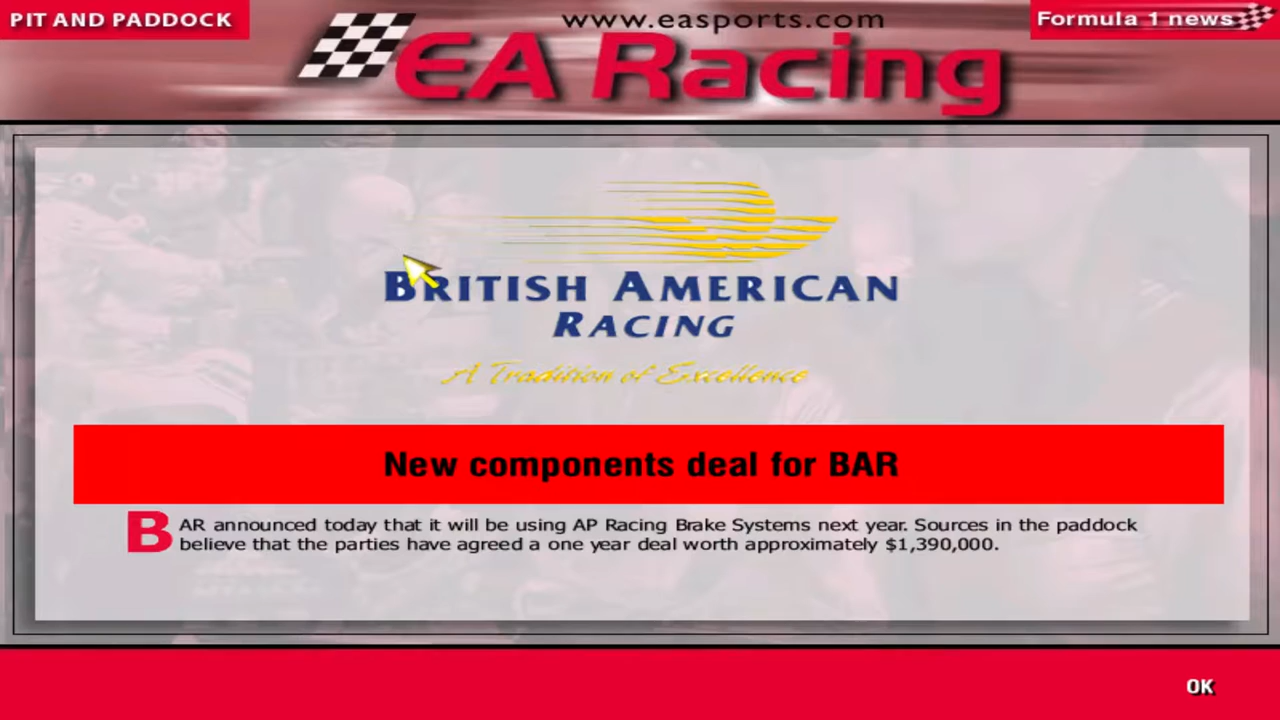 PIT AND PADDOCK
www.easports.com
Formula 1 news
EA Racing
BRITISH AMERICAN
RACING
A Tradition of Excellence
New components deal for BAR
BAR announced today that it will be using AP Racing Brake Systems next year. Sources in the paddock
believe that the parties have agreed a one year deal worth approximately $1,390,000.
OK